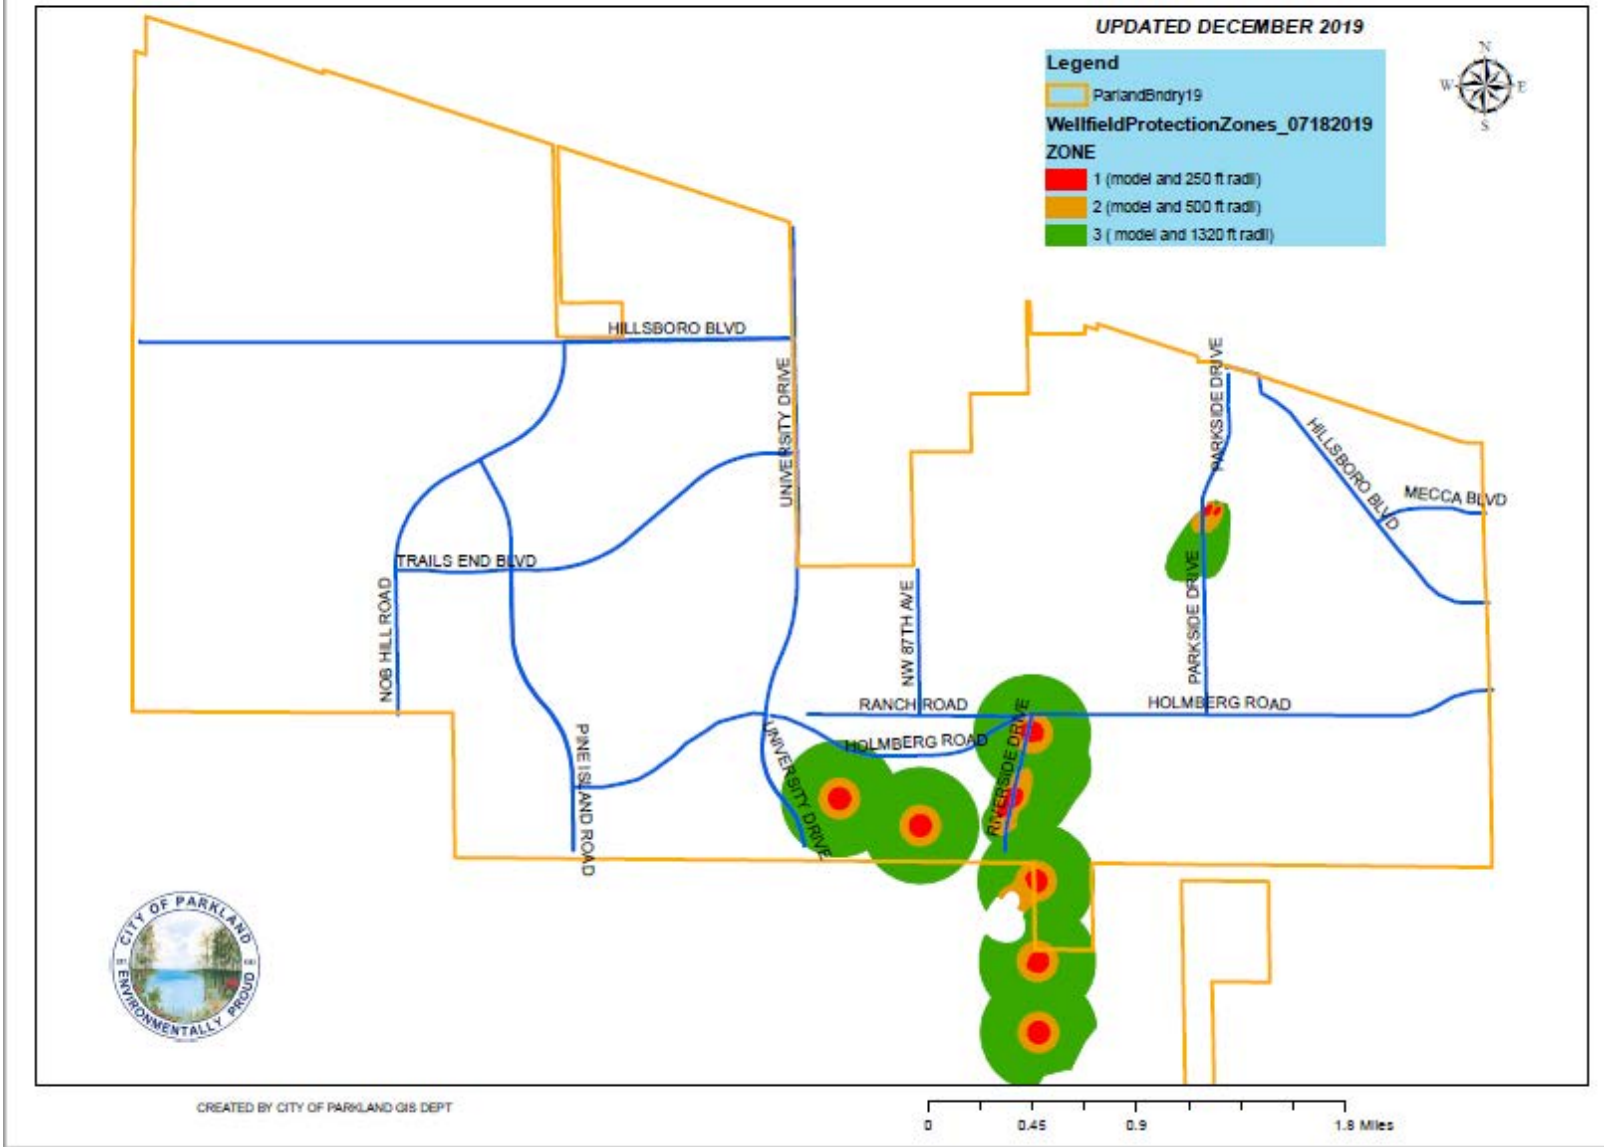 UPDATED DECEMBER 2019
Legend
ParlandBndry19
WellfieldProtectionZones_07182019
ZONE
1 (model and 250 ft radii)
2 (model and 500 ft radii)
3 ( model and 1320 ft radii)
N
W
E
S
HILLSBORO BLVD
UNIVERSITY DRIVE
PARKSIDE DRIVE
HILLSBORO BLVD
MECCA BLVD
TRAILS END BLVD
NOB HILL ROAD
NW 87TH AVE
PARKSIDE DRIVE
RANCH ROAD
HOLMBERG ROAD
HOLMBERG ROAD
RIVERSIDE DRIVE
UNIVERSITY DRIVE
PINE ISLAND ROAD
CITY OF PARKLAND
ENVIRONMENTALLY PROUD
CREATED BY CITY OF PARKLAND GIS DEPT
0 0.45 0.9 1.8 Miles